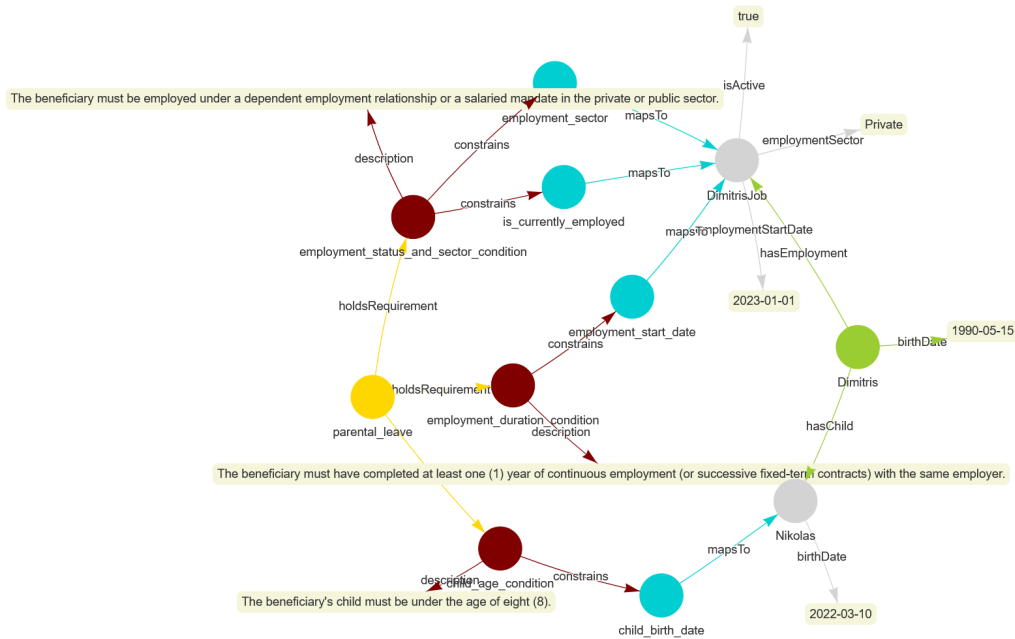 true
isActive
The beneficiary must be employed under a dependent employment relationship or a salaried mandate in the private or public sector.
employment_sector
mapsTo
Private
employmentSector
description
constrains
mapsTo
DimitrisJob
constrains
is_currently_employed
mapsTo
employmentStartDate
employment_status_and_sector_condition
hasEmployment
holdsRequirement
2023-01-01
employment_start_date
1990-05-15
birthDate
constrains
Dimitris
holdsRequirement
employment_duration_condition
parental_leave
description
hasChild
The beneficiary must have completed at least one (1) year of continuous employment (or successive fixed-term contracts) with the same employer.
Nikolas
mapsTo
birthDate
description
child_age_condition
constrains
The beneficiary's child must be under the age of eight (8).
2022-03-10
child_birth_date